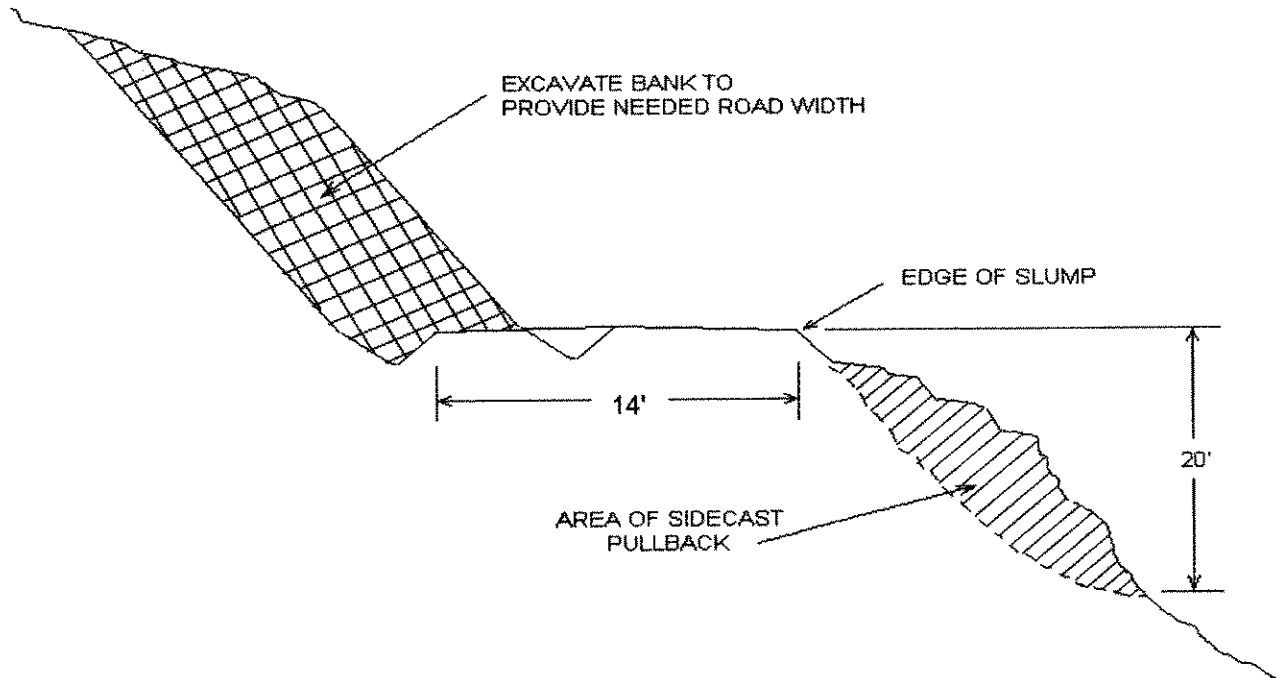 EXCAVATE BANK TO
PROVIDE NEEDED ROAD WIDTH
EDGE OF SLUMP
14'
20'
AREA OF SIDECAST
PULLBACK